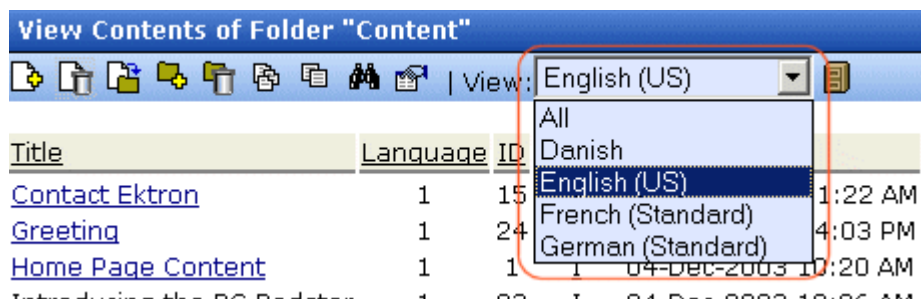 View Contents of Folder "Content"
| View: English (US)
All
Title Language ID Danish
English (US)
Contact Ektron 1 15 1:22 AM
French (Standard)
Greeting 1 24 4:03 PM
German (Standard)
Home Page Content 1 1 I 04-Dec-2003 10:20 AM